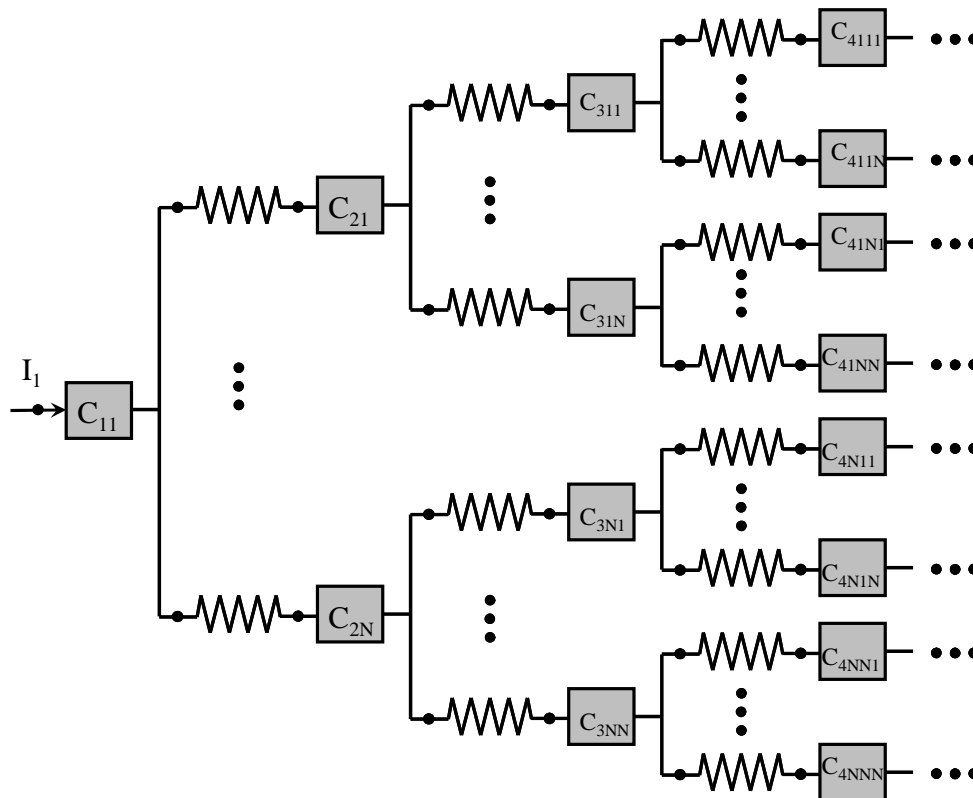 I₁
C₁₁
C₂₁
C₂N
C₃₁₁
C₃₁N
C₃N₁
C₃NN
C₄₁₁₁
C₄₁₁N
C₄₁N₁
C₄₁NN
C₄N₁₁
C₄N₁N
C₄NN₁
C₄NNN